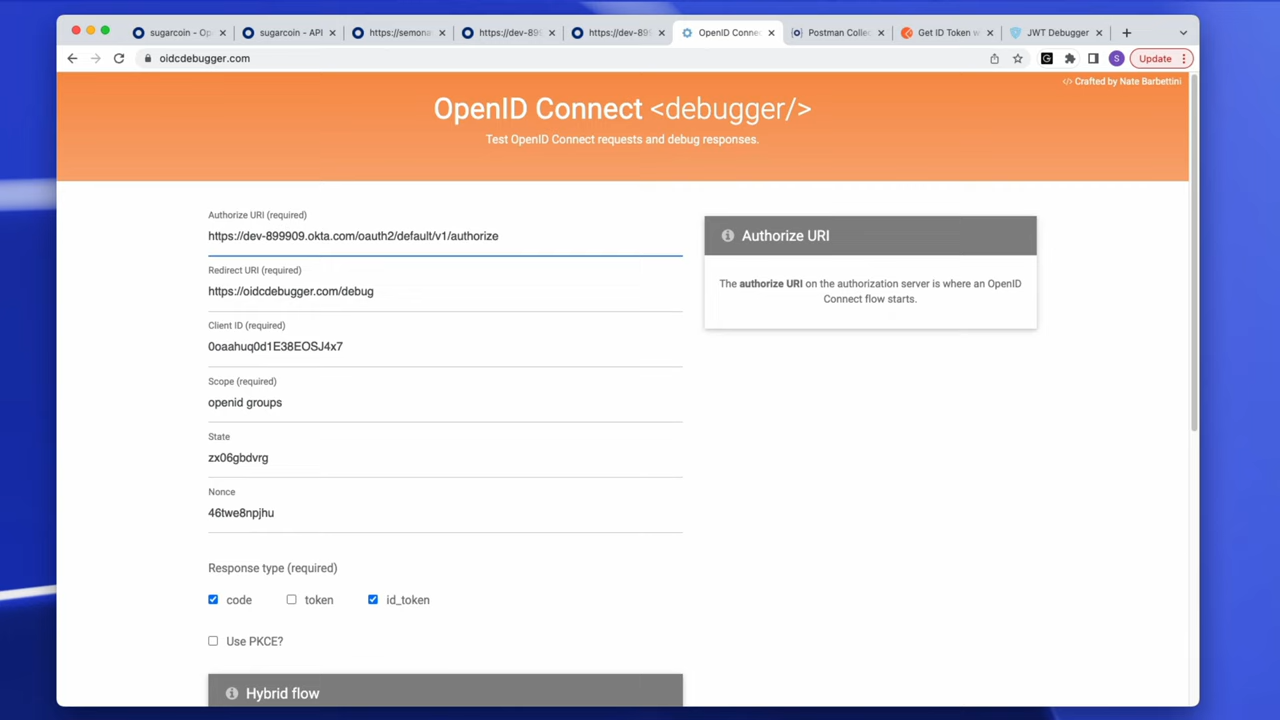 sugarcoin - Op
sugarcoin - API
https://semona
https://dev-899
https://dev-899
OpenID Conne
Postman Collec
Get ID Token w
JWT Debugger
oidcdebugger.com
G
S
Update
</> Crafted by Nate Barbettini
OpenID Connect <debugger/>
Test OpenID Connect requests and debug responses.
Authorize URI (required)
https://dev-899909.okta.com/oauth2/default/v1/authorize
Redirect URI (required)
https://oidcdebugger.com/debug
Client ID (required)
0oaahuq0d1E38EOSJ4x7
Scope (required)
openid groups
State
zx06gbdvrg
Nonce
46twe8npjhu
Response type (required)
code
token
id_token
Use PKCE?
Hybrid flow
Authorize URI
The authorize URI on the authorization server is where an OpenID
Connect flow starts.